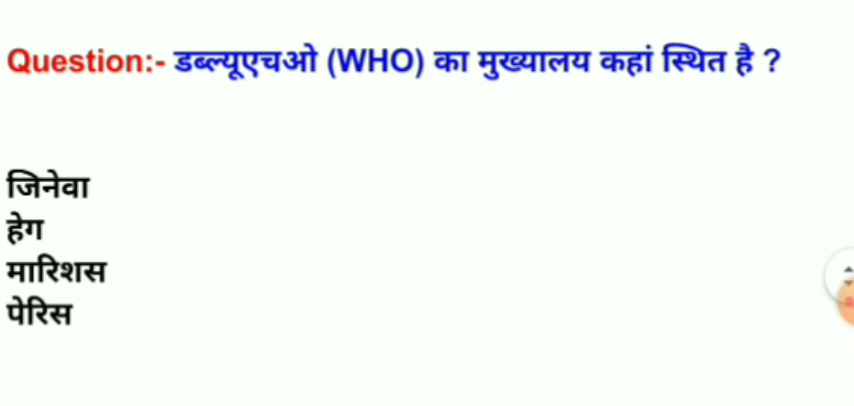 Question:- डब्ल्यूएचओ (WHO) का मुख्यालय कहां स्थित है ?
जिनेवा
हेग
मारिशस
पेरिस